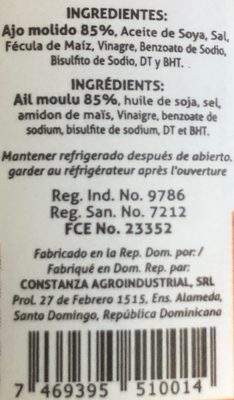 INGREDIENTES:
Ajo molido 85%, Aceite de Soya, Sal,
Fécula de Maíz, Vinagre, Benzoato de Sodio,
Bisulfito de Sodio, DT y BHT.
INGRÉDIENTS:
Ail moulu 85%, huile de soja, sel,
amidon de maïs, Vinaigre, benzoate de
sodium, bisulfite de sodium, DT et BHT.
Mantener refrigerado después de abierto.
garder au réfrigérateur après l'ouverture
Reg. Ind. No. 9786
Reg. San. No. 7212
FCE No. 23352
Fabricado en la Rep. Dom. por: /
Fabriqué en Dom. Rep. par:
CONSTANZA AGROINDUSTRIAL, SRL
Prol. 27 de Febrero 1515, Ens. Alameda,
Santo Domingo, República Dominicana
7 469395 510014